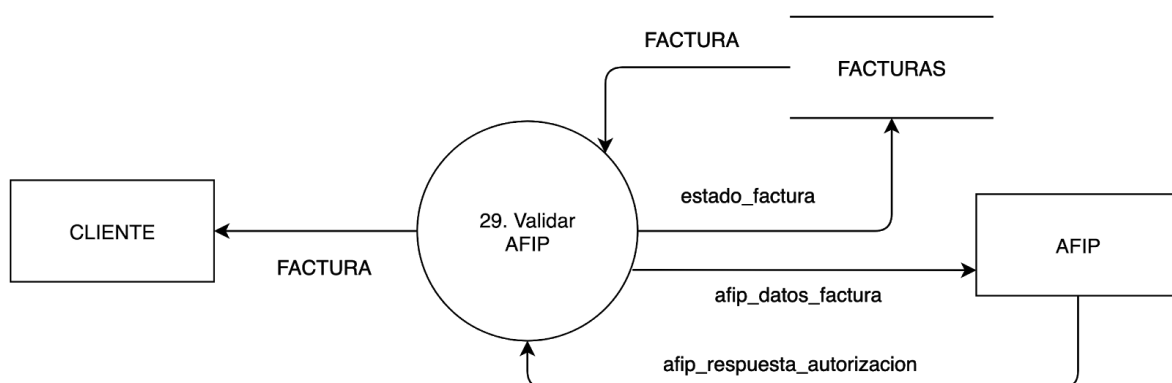 FACTURA
FACTURAS
estado_factura
CLIENTE
29. Validar
AFIP
AFIP
FACTURA
afip_datos_factura
afip_respuesta_autorizacion